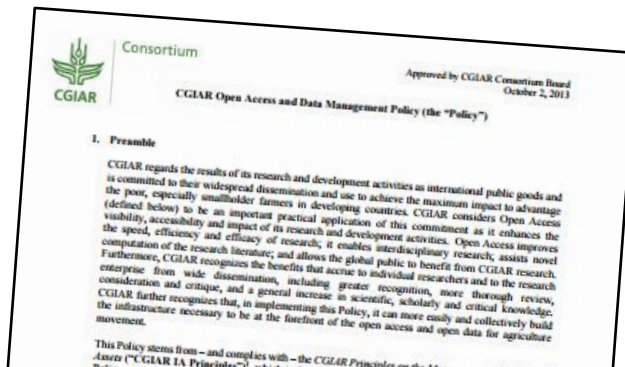 Consortium
CGIAR
Approved by CGIAR Consortium Board
October 2, 2013
CGIAR Open Access and Data Management Policy (the “Policy”)
1. Preamble
CGIAR regards the results of its research and development activities as international public goods and
is committed to their widespread dissemination and use to achieve the maximum impact to advantage
the poor, especially smallholder farmers in developing countries. CGIAR considers Open Access
(defined below) to be an important practical application of this commitment as it enhances the
visibility, accessibility and impact of its research and development activities. Open Access improves
the speed, efficiency and efficacy of research; it enables interdisciplinary research; assists novel
computation of the research literature; and allows the global public to benefit from CGIAR research.
Furthermore, CGIAR recognizes the benefits that accrue to individual researchers and to the research
enterprise from wide dissemination, including greater recognition, more thorough review,
consideration and critique, and a general increase in scientific, scholarly and critical knowledge.
CGIAR further recognizes that, in implementing this Policy, it can more easily and collectively build
the infrastructure necessary to be at the forefront of the open access and open data for agriculture
movement.
This Policy stems from – and complies with – the CGIAR Principles on the
Assets (“CGIAR IA Principles”)